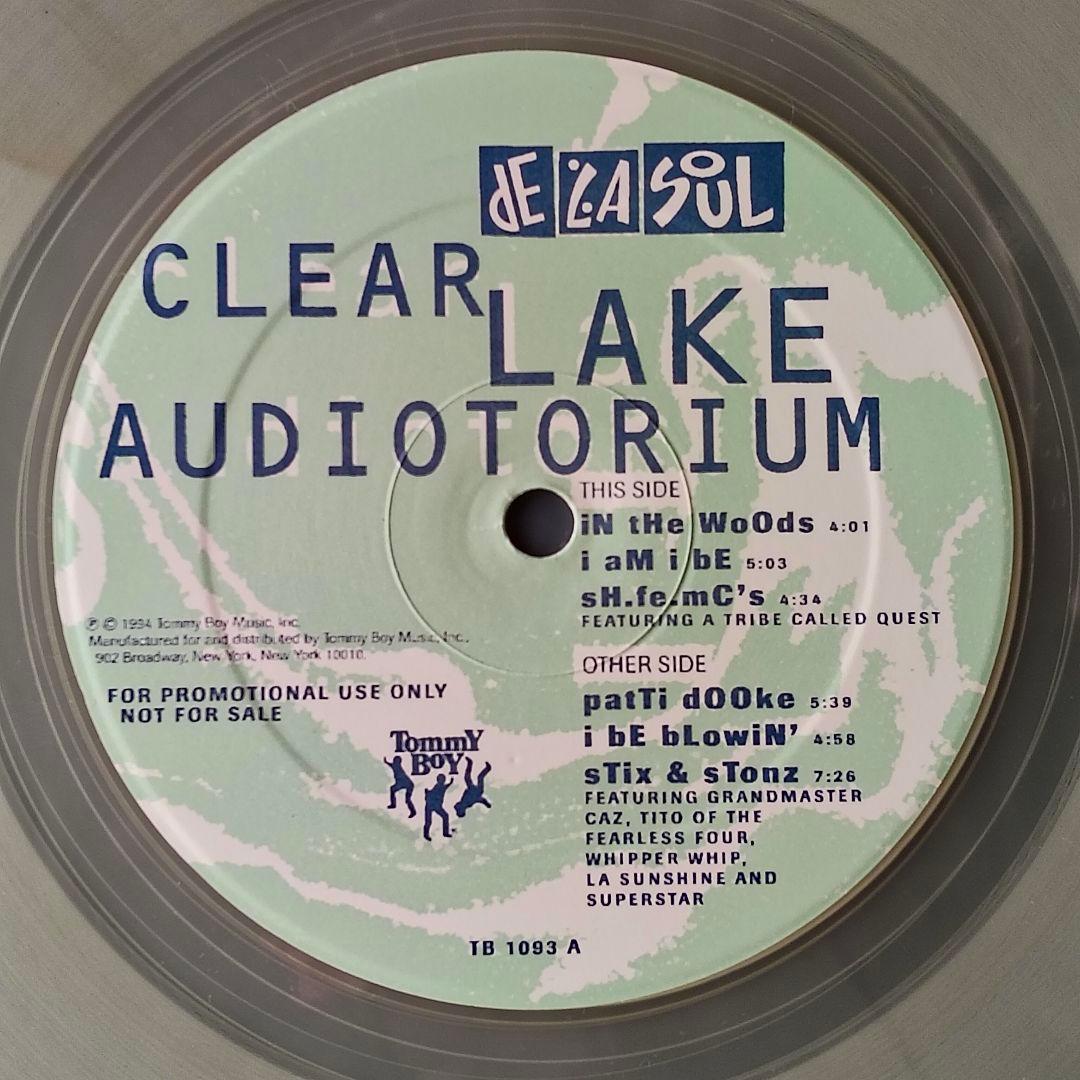 dE LA SOUL
CLEAR
LAKE
AUDIOTORIUM
THIS SIDE
iN tHe WoOds 4:01
i aM i bE 5:03
sH.fe.mC's 4:34
FEATURING A TRIBE CALLED QUEST
℗ © 1994 Tommy Boy Music, Inc.
Manufactured for and distributed by Tommy Boy Music, Inc.,
902 Broadway, New York, New York 10010.
FOR PROMOTIONAL USE ONLY
NOT FOR SALE
TommY
BoY
OTHER SIDE
patTi dOOke 5:39
i bE bLowiN' 4:58
sTix & sTonz 7:26
FEATURING GRANDMASTER
CAZ, TITO OF THE
FEARLESS FOUR,
WHIPPER WHIP,
LA SUNSHINE AND
SUPERSTAR
TB 1093 A